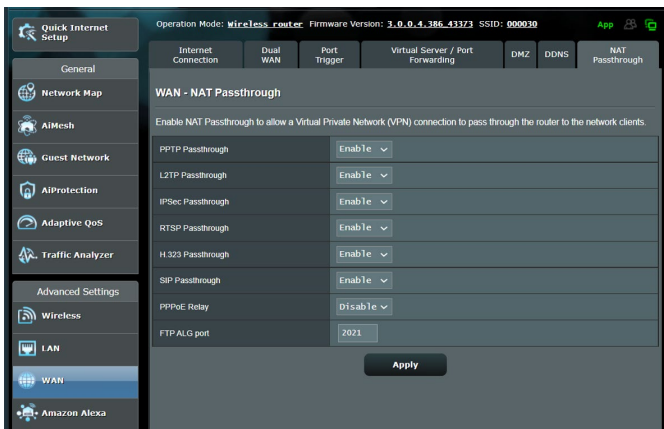 Quick Internet
Setup
Operation Mode: Wireless router Firmware Version: 3.0.0.4.386_43373 SSID: 000030
App
Internet
Connection
Dual
WAN
Port
Trigger
Virtual Server / Port
Forwarding
DMZ
DDNS
NAT
Passthrough
General
Network Map
AiMesh
Guest Network
AiProtection
Adaptive QoS
Traffic Analyzer
Advanced Settings
Wireless
LAN
WAN
Amazon Alexa
WAN - NAT Passthrough
Enable NAT Passthrough to allow a Virtual Private Network (VPN) connection to pass through the router to the network clients.
PPTP Passthrough Enable
L2TP Passthrough Enable
IPSec Passthrough Enable
RTSP Passthrough Enable
H.323 Passthrough Enable
SIP Passthrough Enable
PPPoE Relay Disable
FTP ALG port 2021
Apply